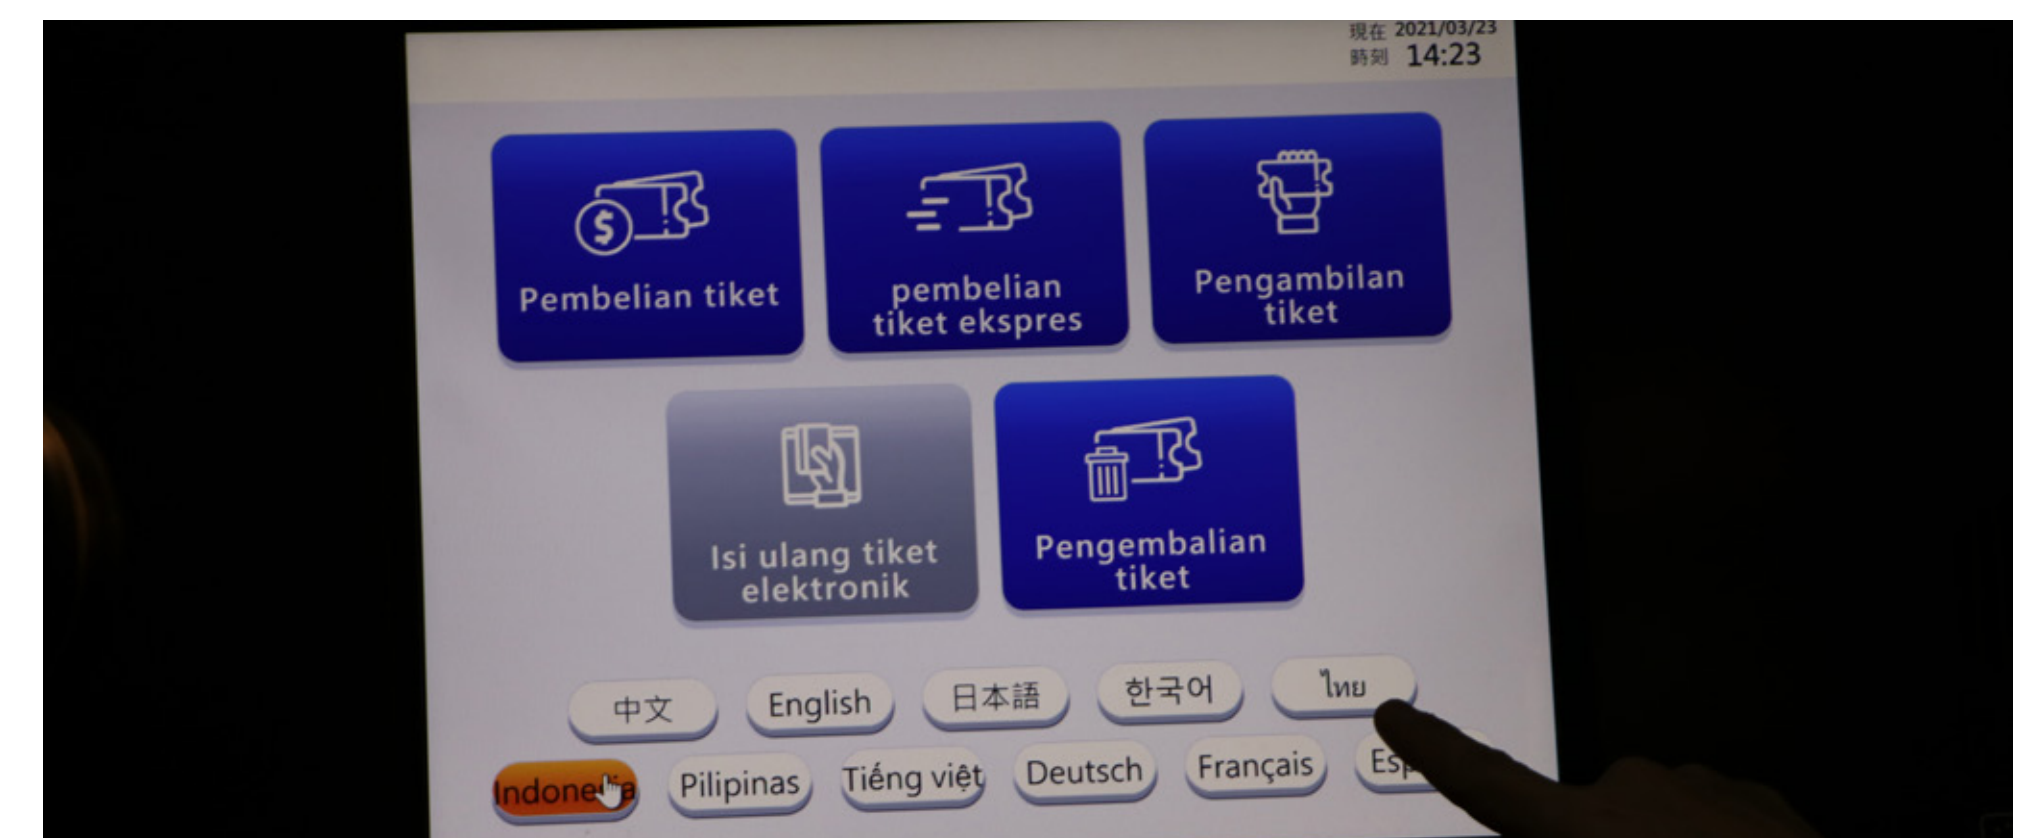 現在 2021/03/23
時刻 14:23
Pembelian tiket
pembelian
tiket ekspres
Pengambilan
tiket
Isi ulang tiket
elektronik
Pengembalian
tiket
中文 English 日本語 한국어 ไทย
Pilipinas Tiếng việt Deutsch Français